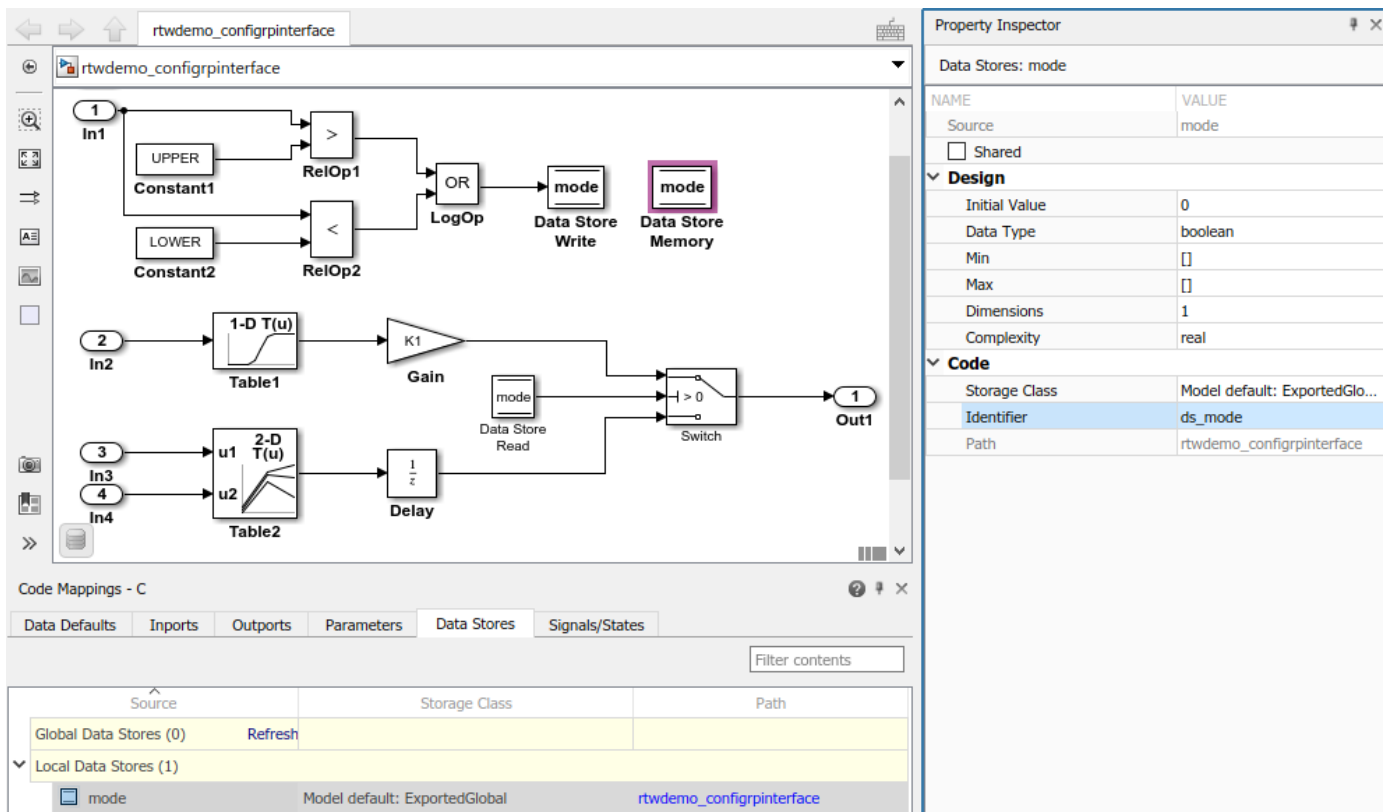 rtwdemo_configrpinterface
rtwdemo_configrpinterface
1
In1
UPPER
Constant1
>
RelOp1
OR
LogOp
mode
Data Store
Write
mode
Data Store
Memory
LOWER
Constant2
<
RelOp2
2
In2
1-D T(u)
Table1
K1
Gain
mode
Data Store
Read
> 0
Switch
1
Out1
3
In3
4
In4
2-D
T(u)
u1
u2
Table2
1
z
Delay
Code Mappings - C
Data Defaults Inports Outports Parameters Data Stores Signals/States
Filter contents
Source Storage Class Path
Global Data Stores (0) Refresh
Local Data Stores (1)
mode Model default: ExportedGlobal rtwdemo_configrpinterface
Property Inspector
Data Stores: mode
NAME VALUE
Source mode
Shared
Design
Initial Value 0
Data Type boolean
Min []
Max []
Dimensions 1
Complexity real
Code
Storage Class Model default: ExportedGlo...
Identifier ds_mode
Path rtwdemo_configrpinterface